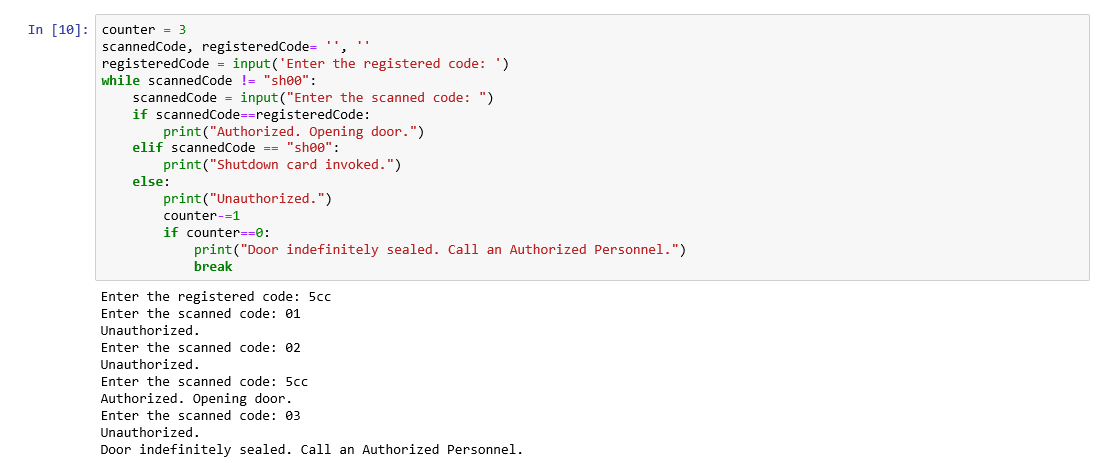 In [10]: counter = 3
scannedCode, registeredCode= '', ''
registeredCode = input('Enter the registered code: ')
while scannedCode != "sh00":
    scannedCode = input("Enter the scanned code: ")
    if scannedCode==registeredCode:
        print("Authorized. Opening door.")
    elif scannedCode == "sh00":
        print("Shutdown card invoked.")
    else:
        print("Unauthorized.")
        counter-=1
        if counter==0:
            print("Door indefinitely sealed. Call an Authorized Personnel.")
            break
Enter the registered code: 5cc
Enter the scanned code: 01
Unauthorized.
Enter the scanned code: 02
Unauthorized.
Enter the scanned code: 5cc
Authorized. Opening door.
Enter the scanned code: 03
Unauthorized.
Door indefinitely sealed. Call an Authorized Personnel.